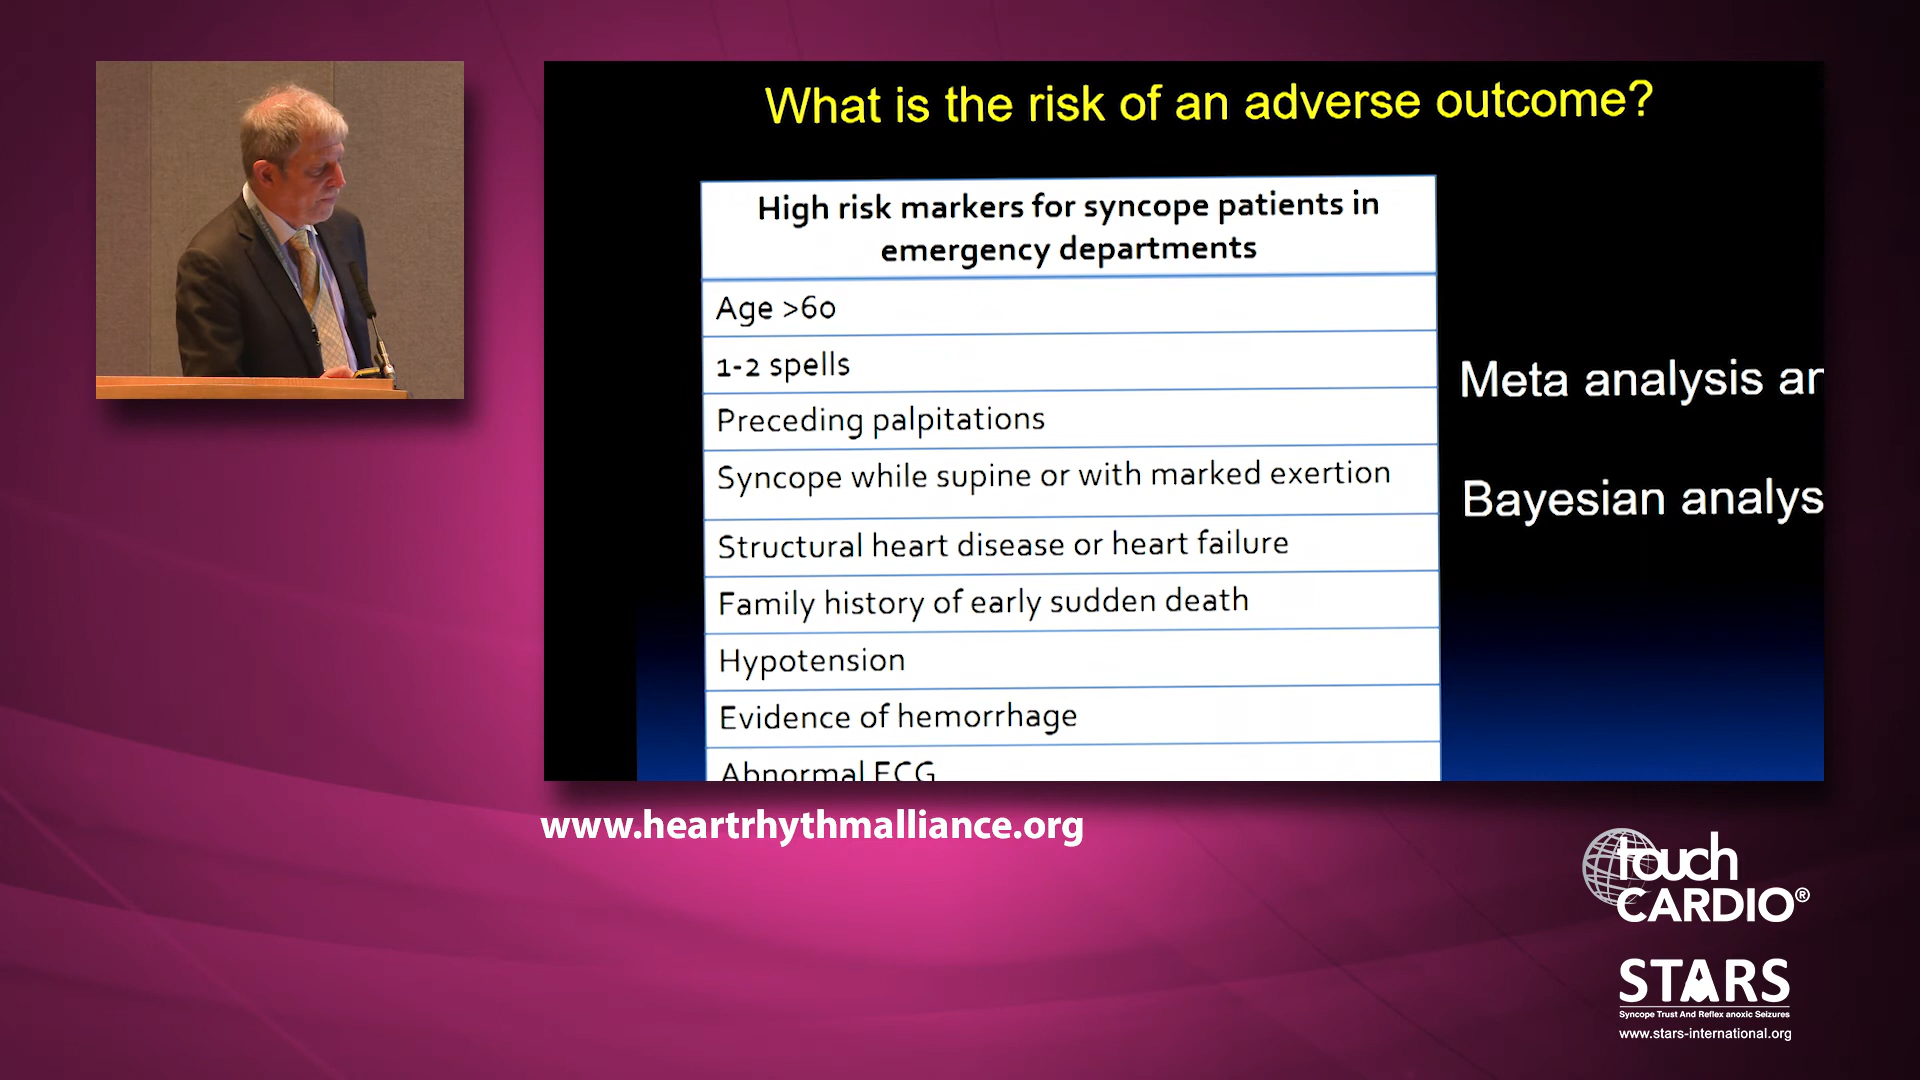 What is the risk of an adverse outcome?
High risk markers for syncope patients in
emergency departments
Age >60
1-2 spells
Preceding palpitations
Syncope while supine or with marked exertion
Structural heart disease or heart failure
Family history of early sudden death
Hypotension
Evidence of hemorrhage
Abnormal ECG
Meta analysis
Bayesian
www.heartrhythmalliance.org
touch
CARDIO®
STARS
Syncope Trust And Reflex anoxic Seizures
www.stars-international.org